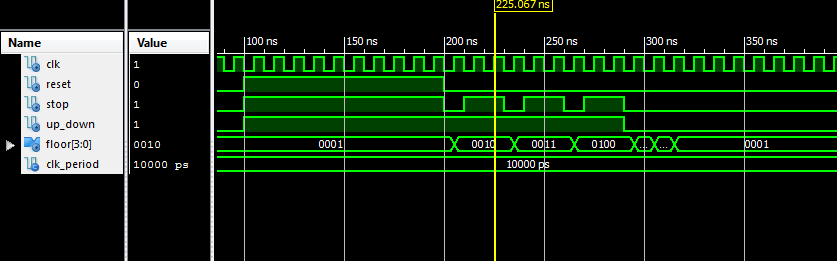 225.067 ns
Name Value 100 ns 150 ns 200 ns 250 ns 300 ns 350 ns
clk 1
reset 0
stop 1
up_down 1
floor[3:0] 0010 0001 0010 0011 0100 ... ... 0001
clk_period 10000 ps 10000 ps